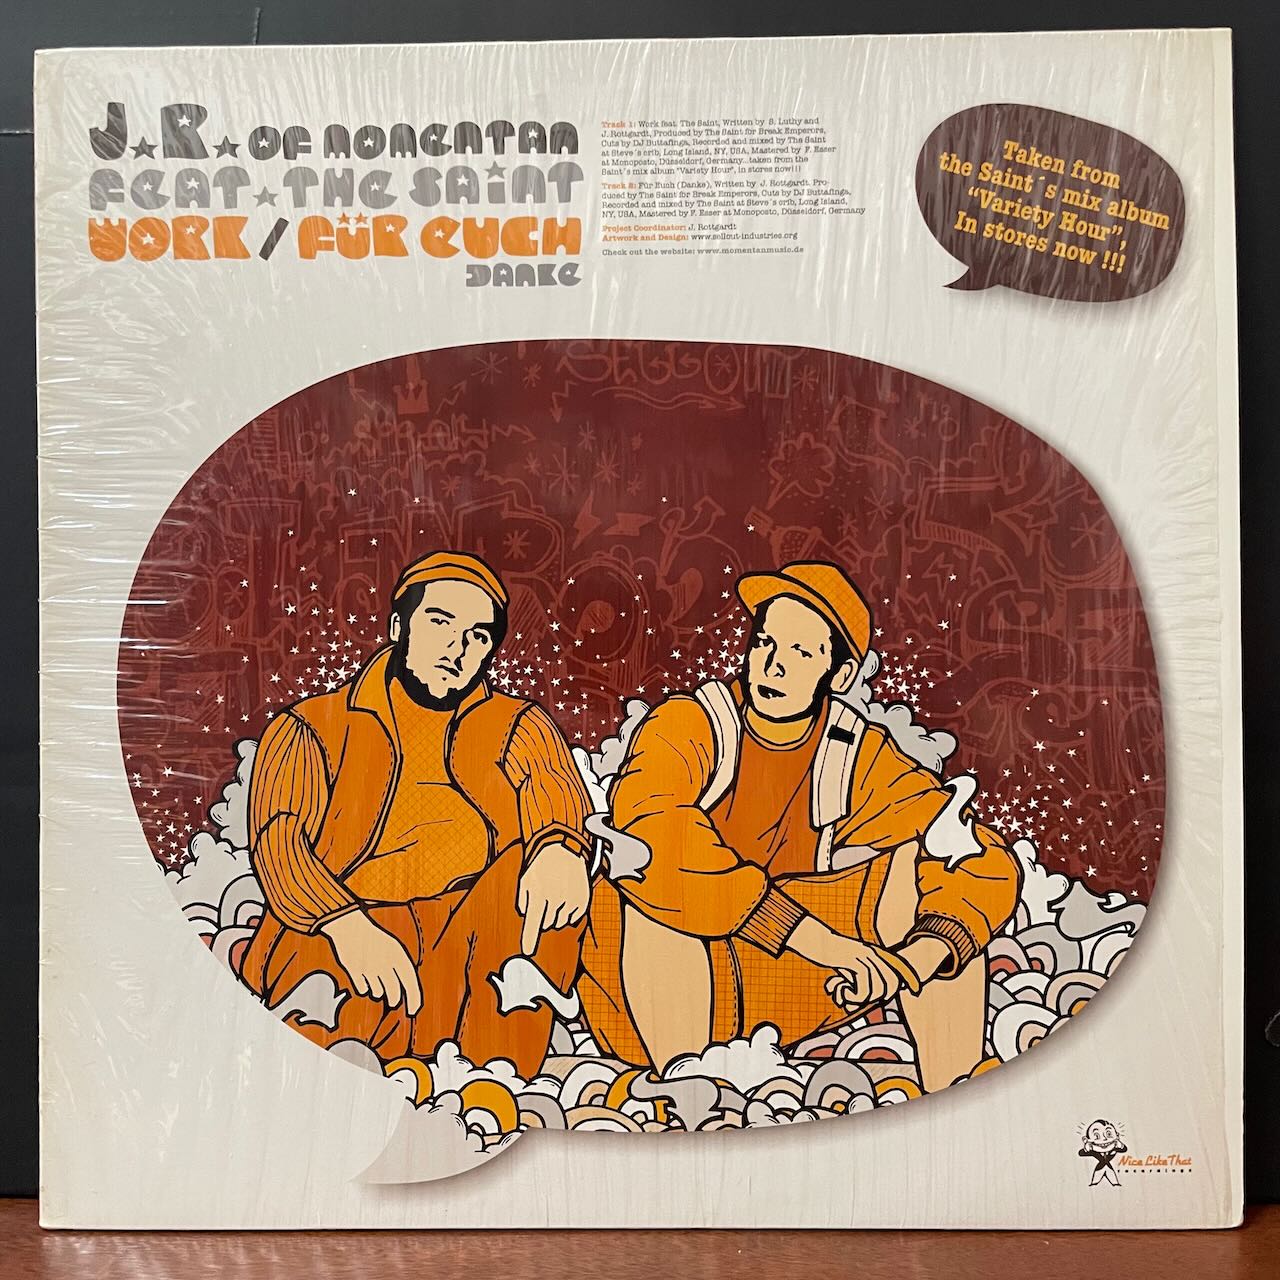 J.R. OF MOMENTAN
FEAT THE SAINT
WORK / FÜR EUCH
DANKE
Track 1: Work feat. The Saint, Written by S. Luthy and
J. Rottgardt, Produced by The Saint for Break Emperors,
Cuts by DJ Buttafinga, Recorded and mixed by The Saint
at Steve´s crib, Long Island, NY, USA, Mastered by F. Esser
at Monoposto, Düsseldorf, Germany...taken from the
Saint´s mix album "Variety Hour", in stores now!!!
Track 2: Für Euch (Danke), Written by J. Rottgardt. Pro-
duced by The Saint for Break Emperors, Cuts by DJ Buttafinga,
Recorded and mixed by The Saint at Steve´s crib, Long Island,
NY, USA, Mastered by F. Esser at Monoposto, Düsseldorf, Germany
Project Coordinator: J. Rottgardt
Artwork and Design: www.sellout-industries.org
Check out the website: www.momentanmusic.de
Taken from
the Saint´s mix album
"Variety Hour",
In stores now !!!
SELLOUT
Nice Like That
recordings